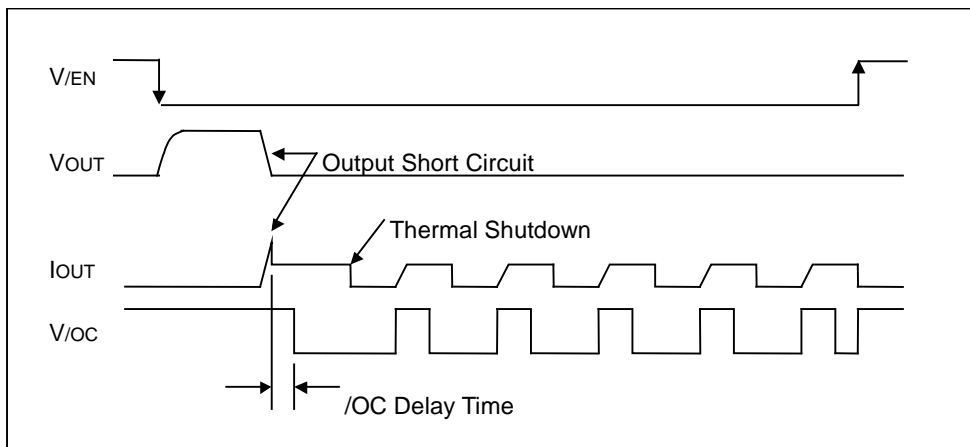 V/EN
VOUT
Output Short Circuit
Thermal Shutdown
IOUT
V/OC
/OC Delay Time